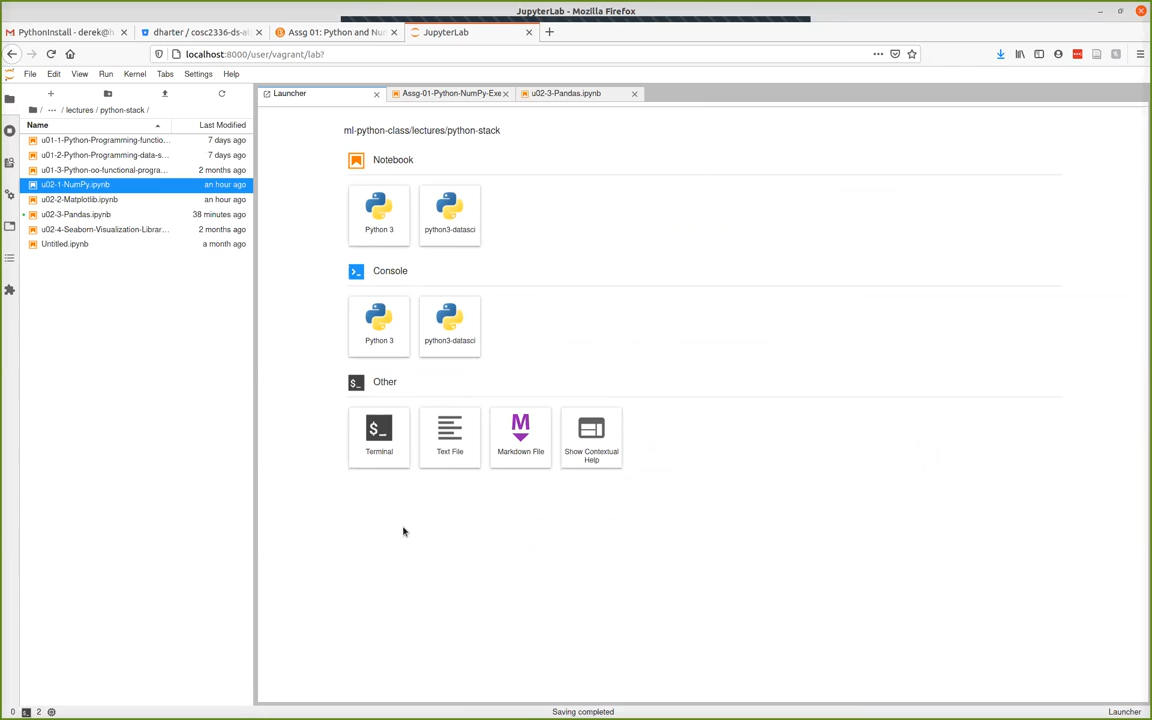 JupyterLab - Mozilla Firefox
PythonInstall - derek@h
dharter / cosc2336-ds-al
Assg 01: Python and Num
JupyterLab
localhost:8000/user/vagrant/lab?
File Edit View Run Kernel Tabs Settings Help
/ ··· / lectures / python-stack /
Name Last Modified
u01-1-Python-Programming-functio... 7 days ago
u01-2-Python-Programming-data-s... 7 days ago
u01-3-Python-oo-functional-progra... 2 months ago
u02-1-NumPy.ipynb an hour ago
u02-2-Matplotlib.ipynb an hour ago
u02-3-Pandas.ipynb 38 minutes ago
u02-4-Seaborn-Visualization-Librar... 2 months ago
Untitled.ipynb a month ago
Launcher
Assg-01-Python-NumPy-Exe
u02-3-Pandas.ipynb
ml-python-class/lectures/python-stack
Notebook
Python 3
python3-datasci
Console
Python 3
python3-datasci
Other
$_
Terminal
Text File
M
Markdown File
Show Contextual
Help
0 2
Saving completed
Launcher